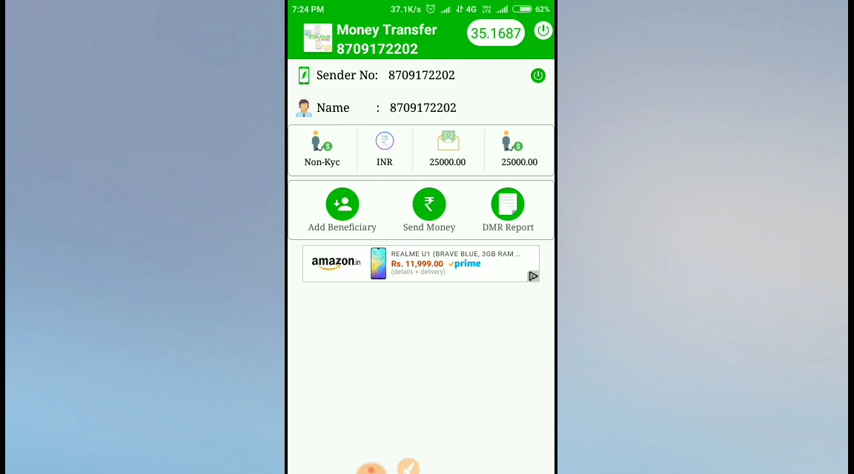 7:24 PM 37.1K/s 4G 62%
Money Transfer
8709172202
35.1687
Sender No: 8709172202
Name : 8709172202
Non-Kyc INR 25000.00 25000.00
Add Beneficiary Send Money DMR Report
amazon.in
REALME U1 (BRAVE BLUE, 3GB RAM ...
Rs. 11,999.00 prime
(details + delivery)